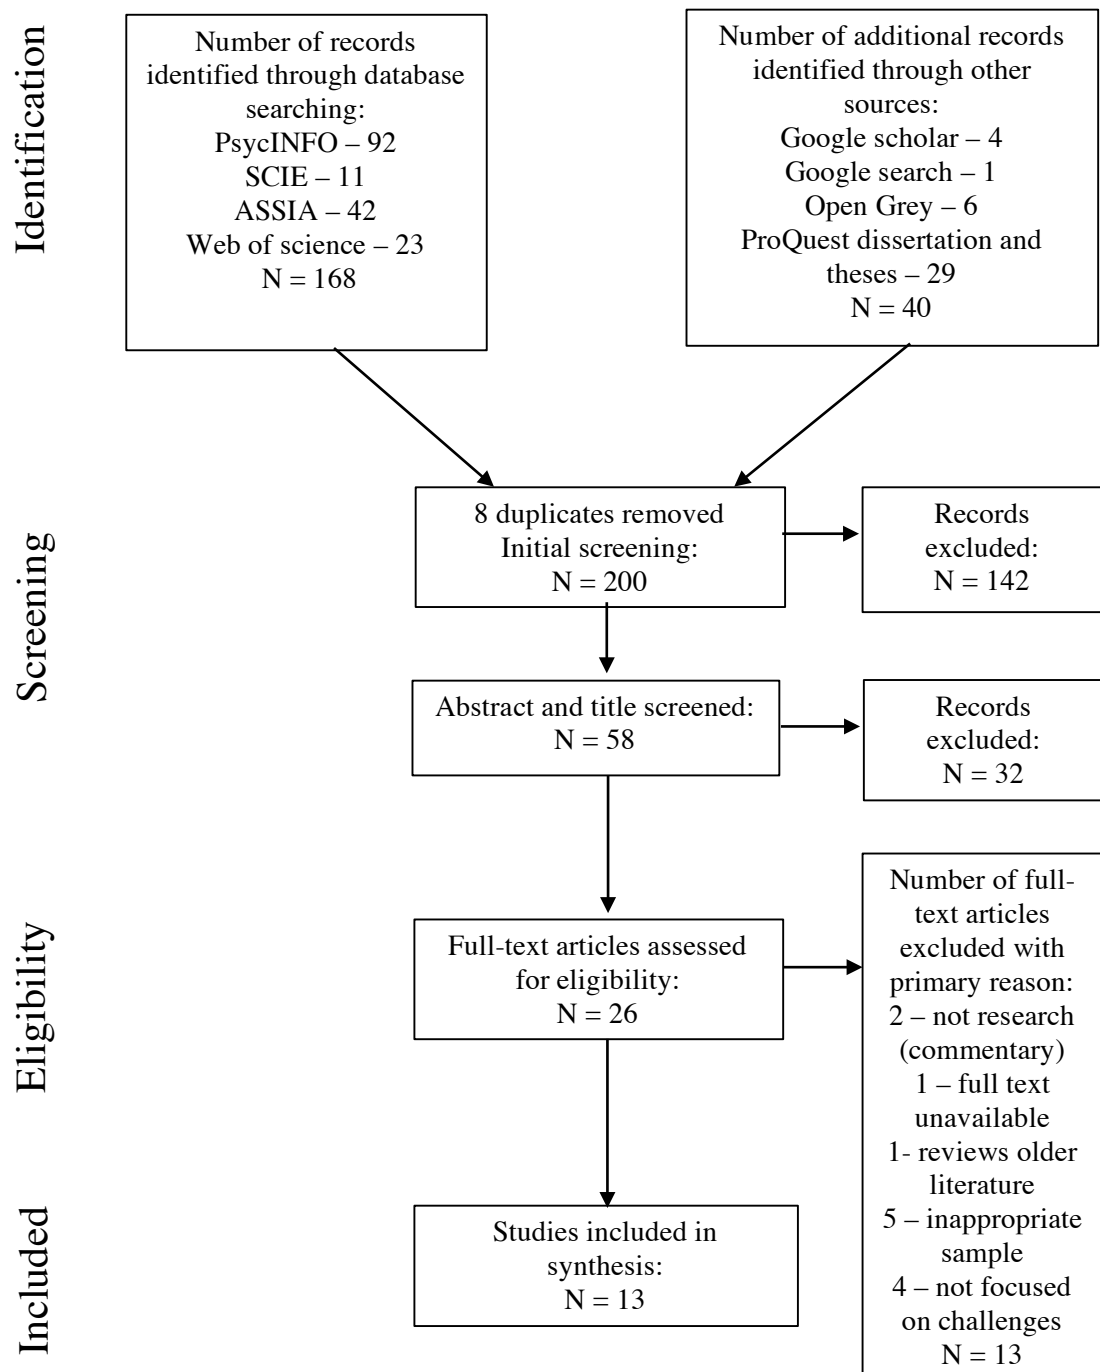 Identification
Number of records
identified through database
searching:
PsycINFO – 92
SCIE – 11
ASSIA – 42
Web of science – 23
N = 168
Number of additional records
identified through other
sources:
Google scholar – 4
Google search – 1
Open Grey – 6
ProQuest dissertation and
theses – 29
N = 40
Screening
8 duplicates removed
Initial screening:
N = 200
Records
excluded:
N = 142
Abstract and title screened:
N = 58
Records
excluded:
N = 32
Eligibility
Full-text articles assessed
for eligibility:
N = 26
Number of full-
text articles
excluded with
primary reason:
2 – not research
(commentary)
1 – full text
unavailable
1- reviews older
literature
5 – inappropriate
sample
4 – not focused
on challenges
N = 13
Included
Studies included in
synthesis:
N = 13